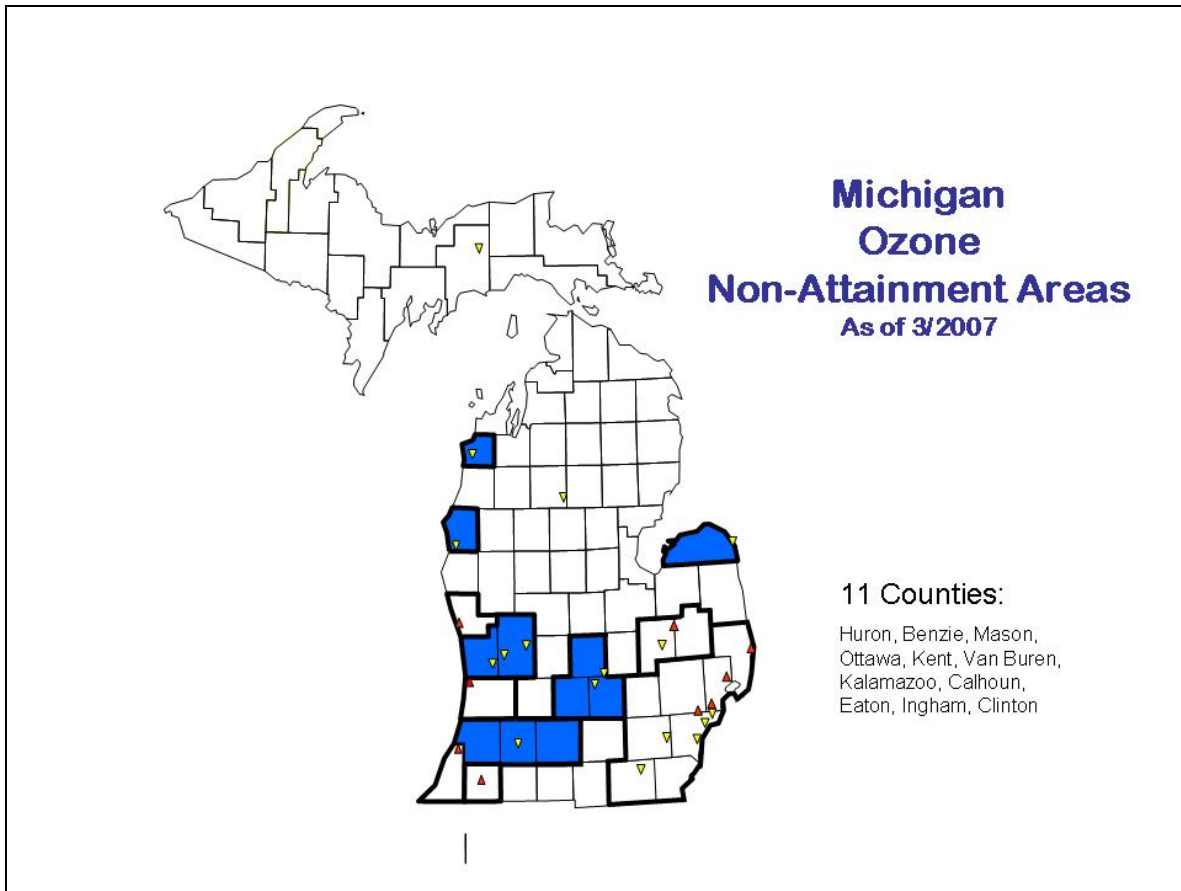 Michigan
Ozone
Non-Attainment Areas
As of 3/2007
11 Counties:
Huron, Benzie, Mason,
Ottawa, Kent, Van Buren,
Kalamazoo, Calhoun,
Eaton, Ingham, Clinton